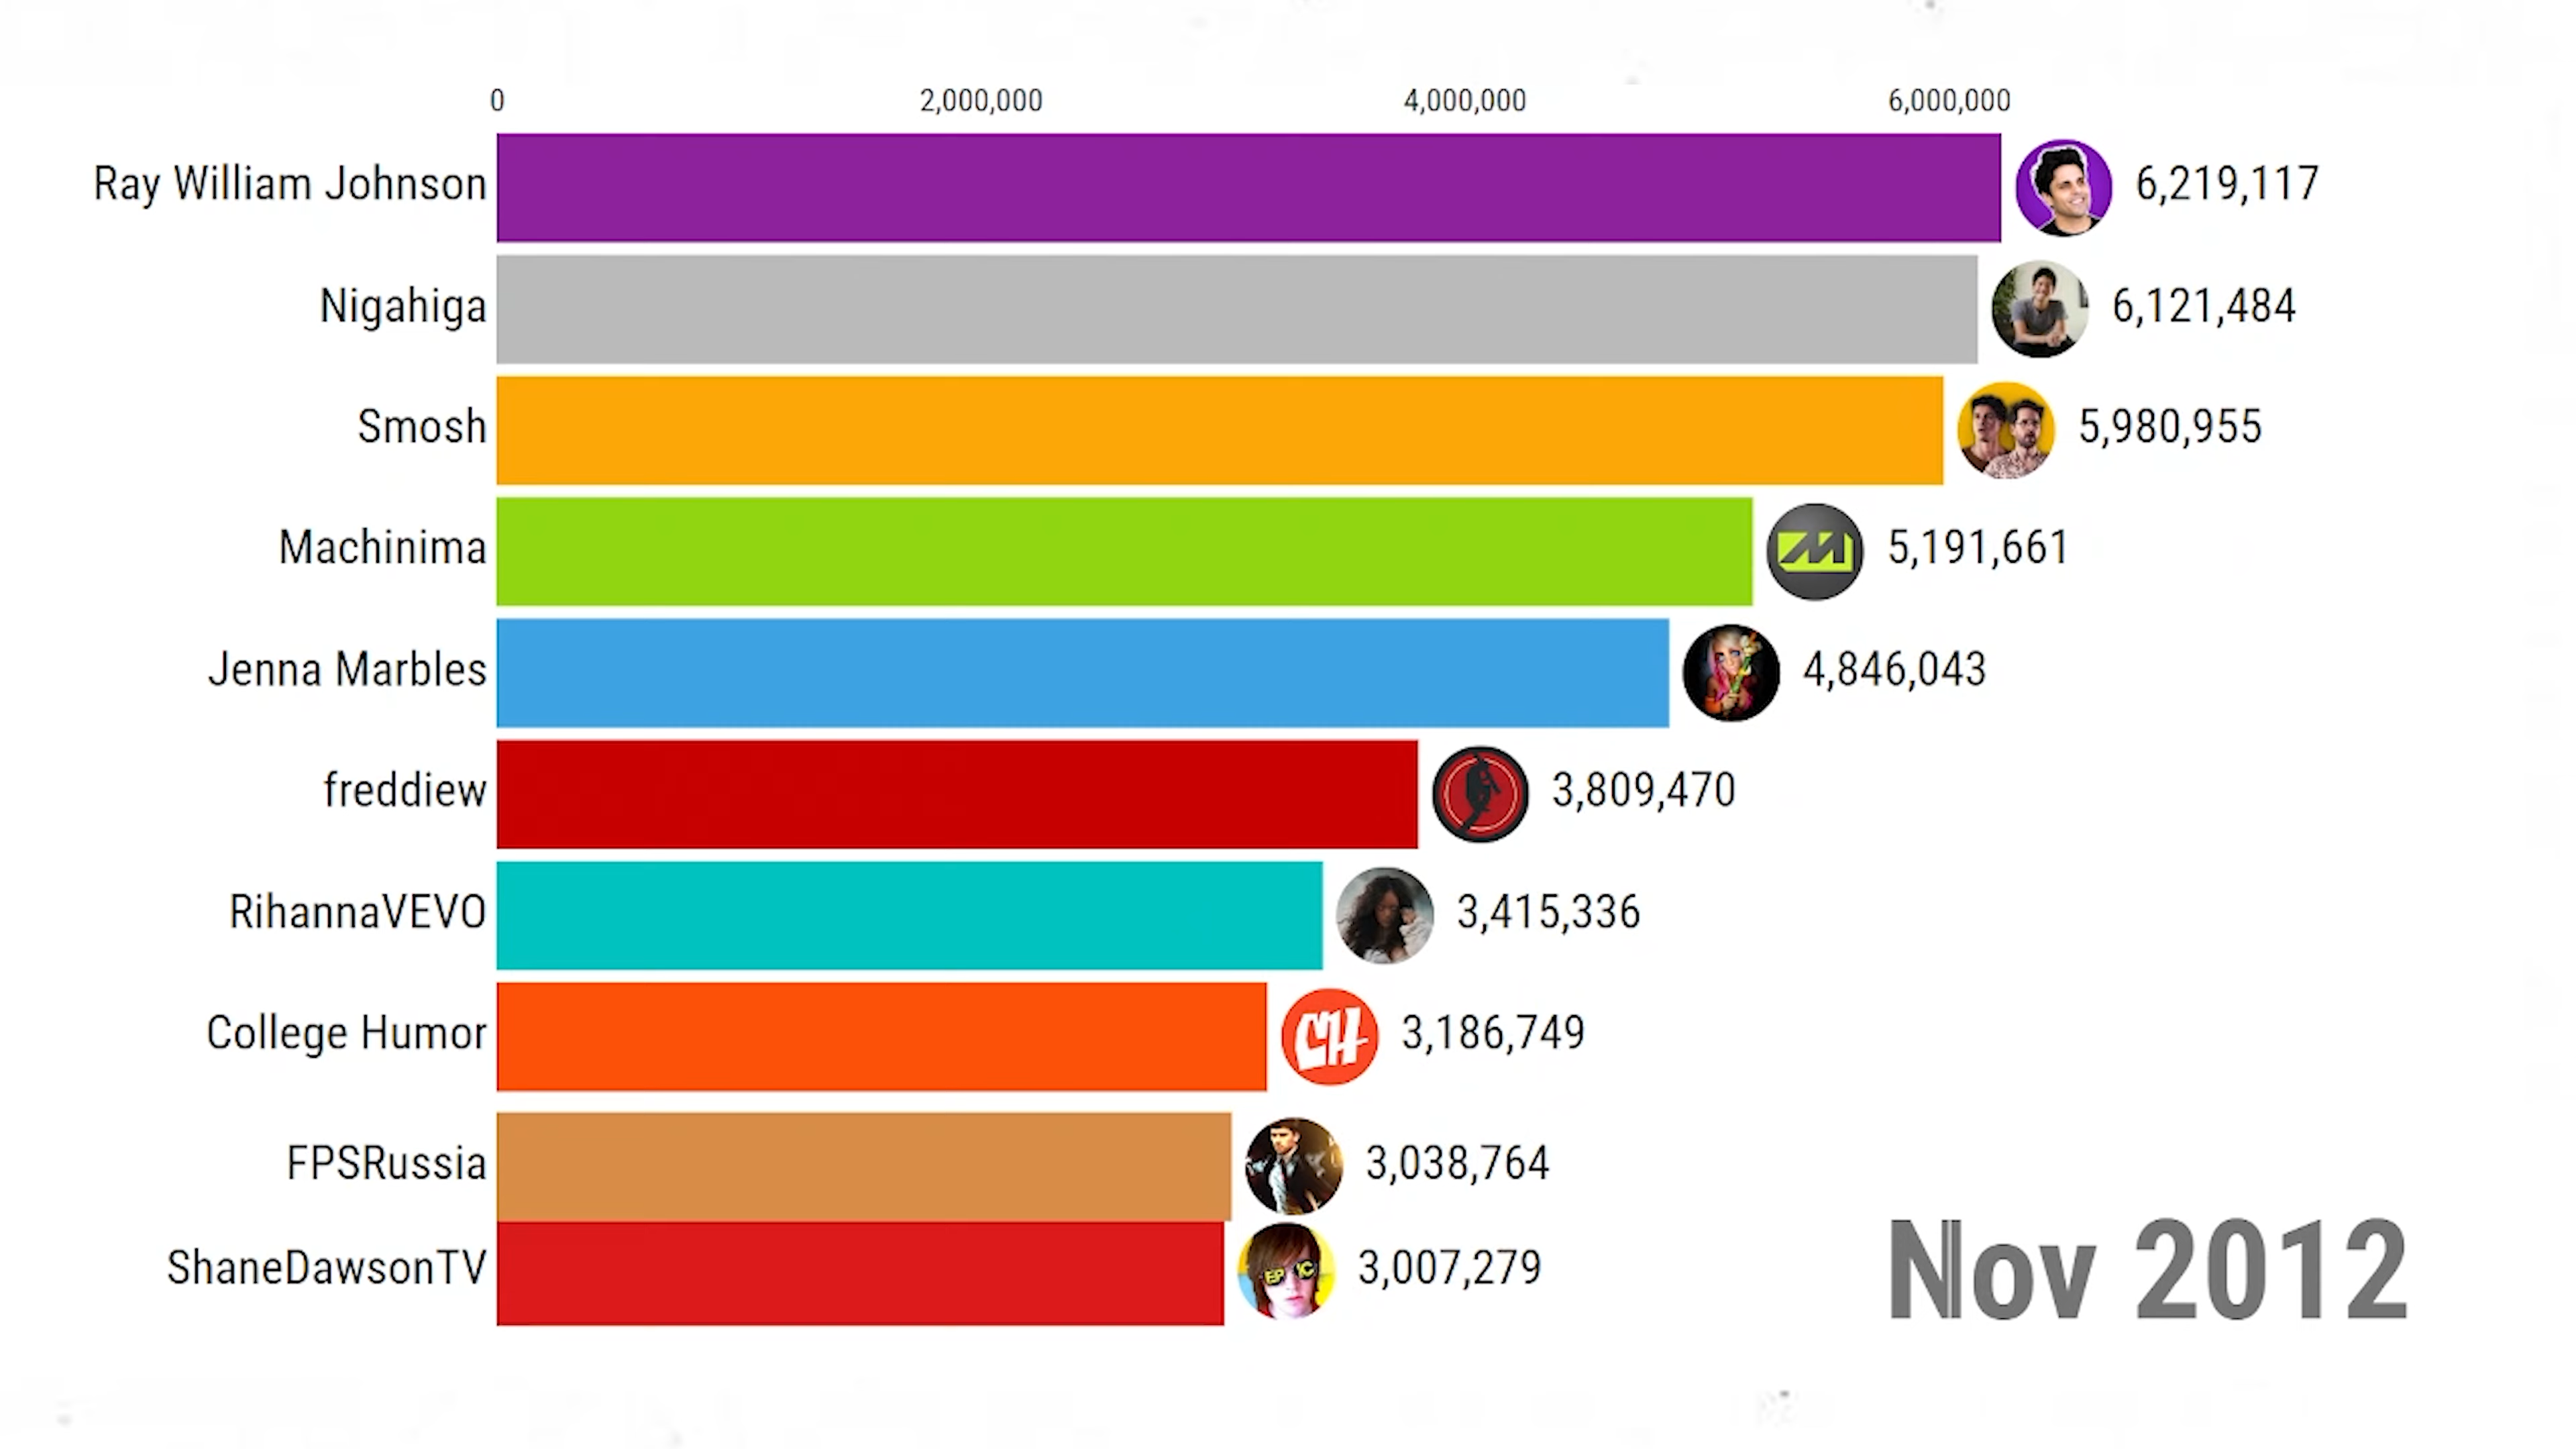 0 2,000,000 4,000,000 6,000,000
Ray William Johnson 6,219,117
Nigahiga 6,121,484
Smosh 5,980,955
Machinima 5,191,661
Jenna Marbles 4,846,043
freddiew 3,809,470
RihannaVEVO 3,415,336
College Humor CH 3,186,749
FPSRussia 3,038,764
ShaneDawsonTV EPIC 3,007,279
Nov 2012